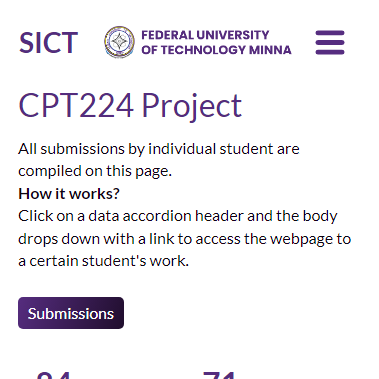 SICT
FEDERAL UNIVERSITY
OF TECHNOLOGY MINNA
CPT224 Project
All submissions by individual student are
compiled on this page.
How it works?
Click on a data accordion header and the body
drops down with a link to access the webpage to
a certain student's work.
Submissions